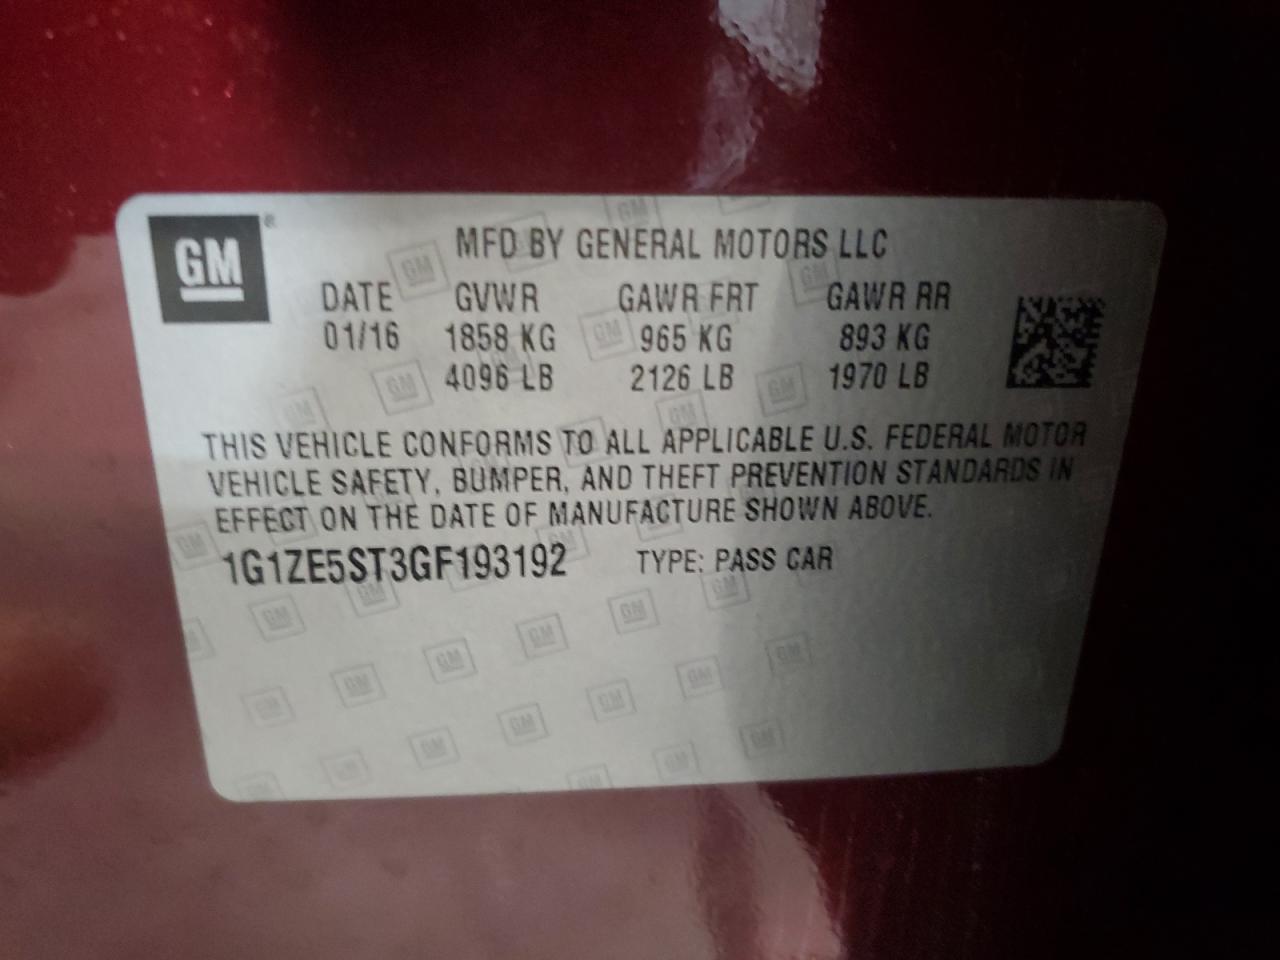 GM®
MFD BY GENERAL MOTORS LLC
DATE GVWR GAWR FRT GAWR RR
01/16 1858 KG 965 KG 893 KG
4096 LB 2126 LB 1970 LB
THIS VEHICLE CONFORMS TO ALL APPLICABLE U.S. FEDERAL MOTOR
VEHICLE SAFETY, BUMPER, AND THEFT PREVENTION STANDARDS IN
EFFECT ON THE DATE OF MANUFACTURE SHOWN ABOVE.
1G1ZE5ST3GF193192 TYPE: PASS CAR